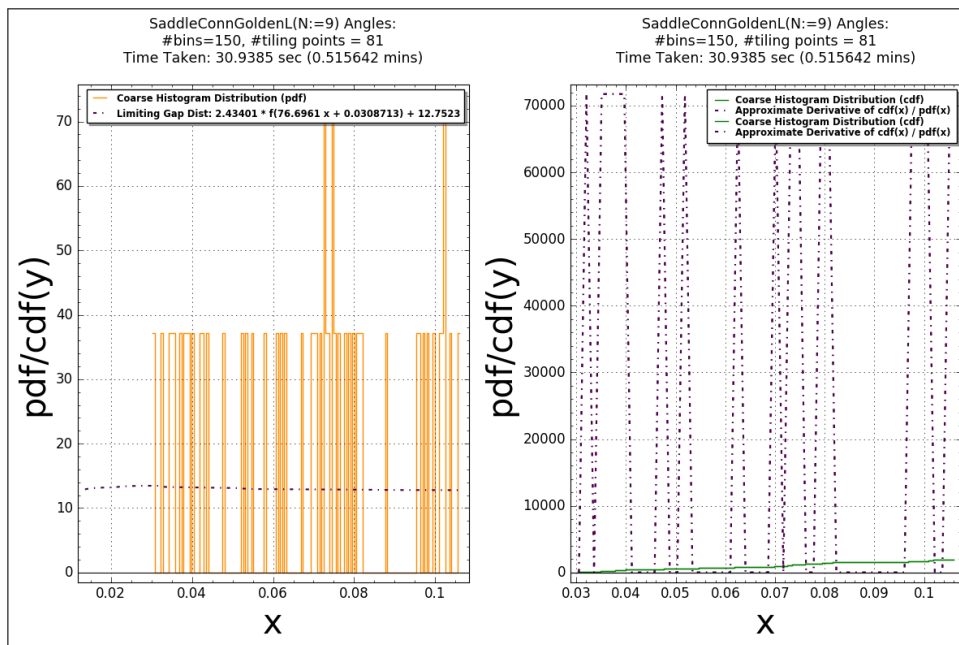 SaddleConnGoldenL(N:=9) Angles:
#bins=150, #tiling points = 81
Time Taken: 30.9385 sec (0.515642 mins)
Coarse Histogram Distribution (pdf)
Limiting Gap Dist: 2.43401 * f(76.6961 x + 0.0308713) + 12.7523
70
60
50
40
30
20
10
0
pdf/cdf(y)
0.02
0.04
0.06
0.08
0.1
x
SaddleConnGoldenL(N:=9) Angles:
#bins=150, #tiling points = 81
Time Taken: 30.9385 sec (0.515642 mins)
Coarse Histogram Distribution (cdf)
Approximate Derivative of cdf(x) / pdf(x)
Coarse Histogram Distribution (cdf)
Approximate Derivative of cdf(x) / pdf(x)
70000
60000
50000
40000
30000
20000
10000
0
pdf/cdf(y)
0.03
0.04
0.05
0.06
0.07
0.08
0.09
0.1
x